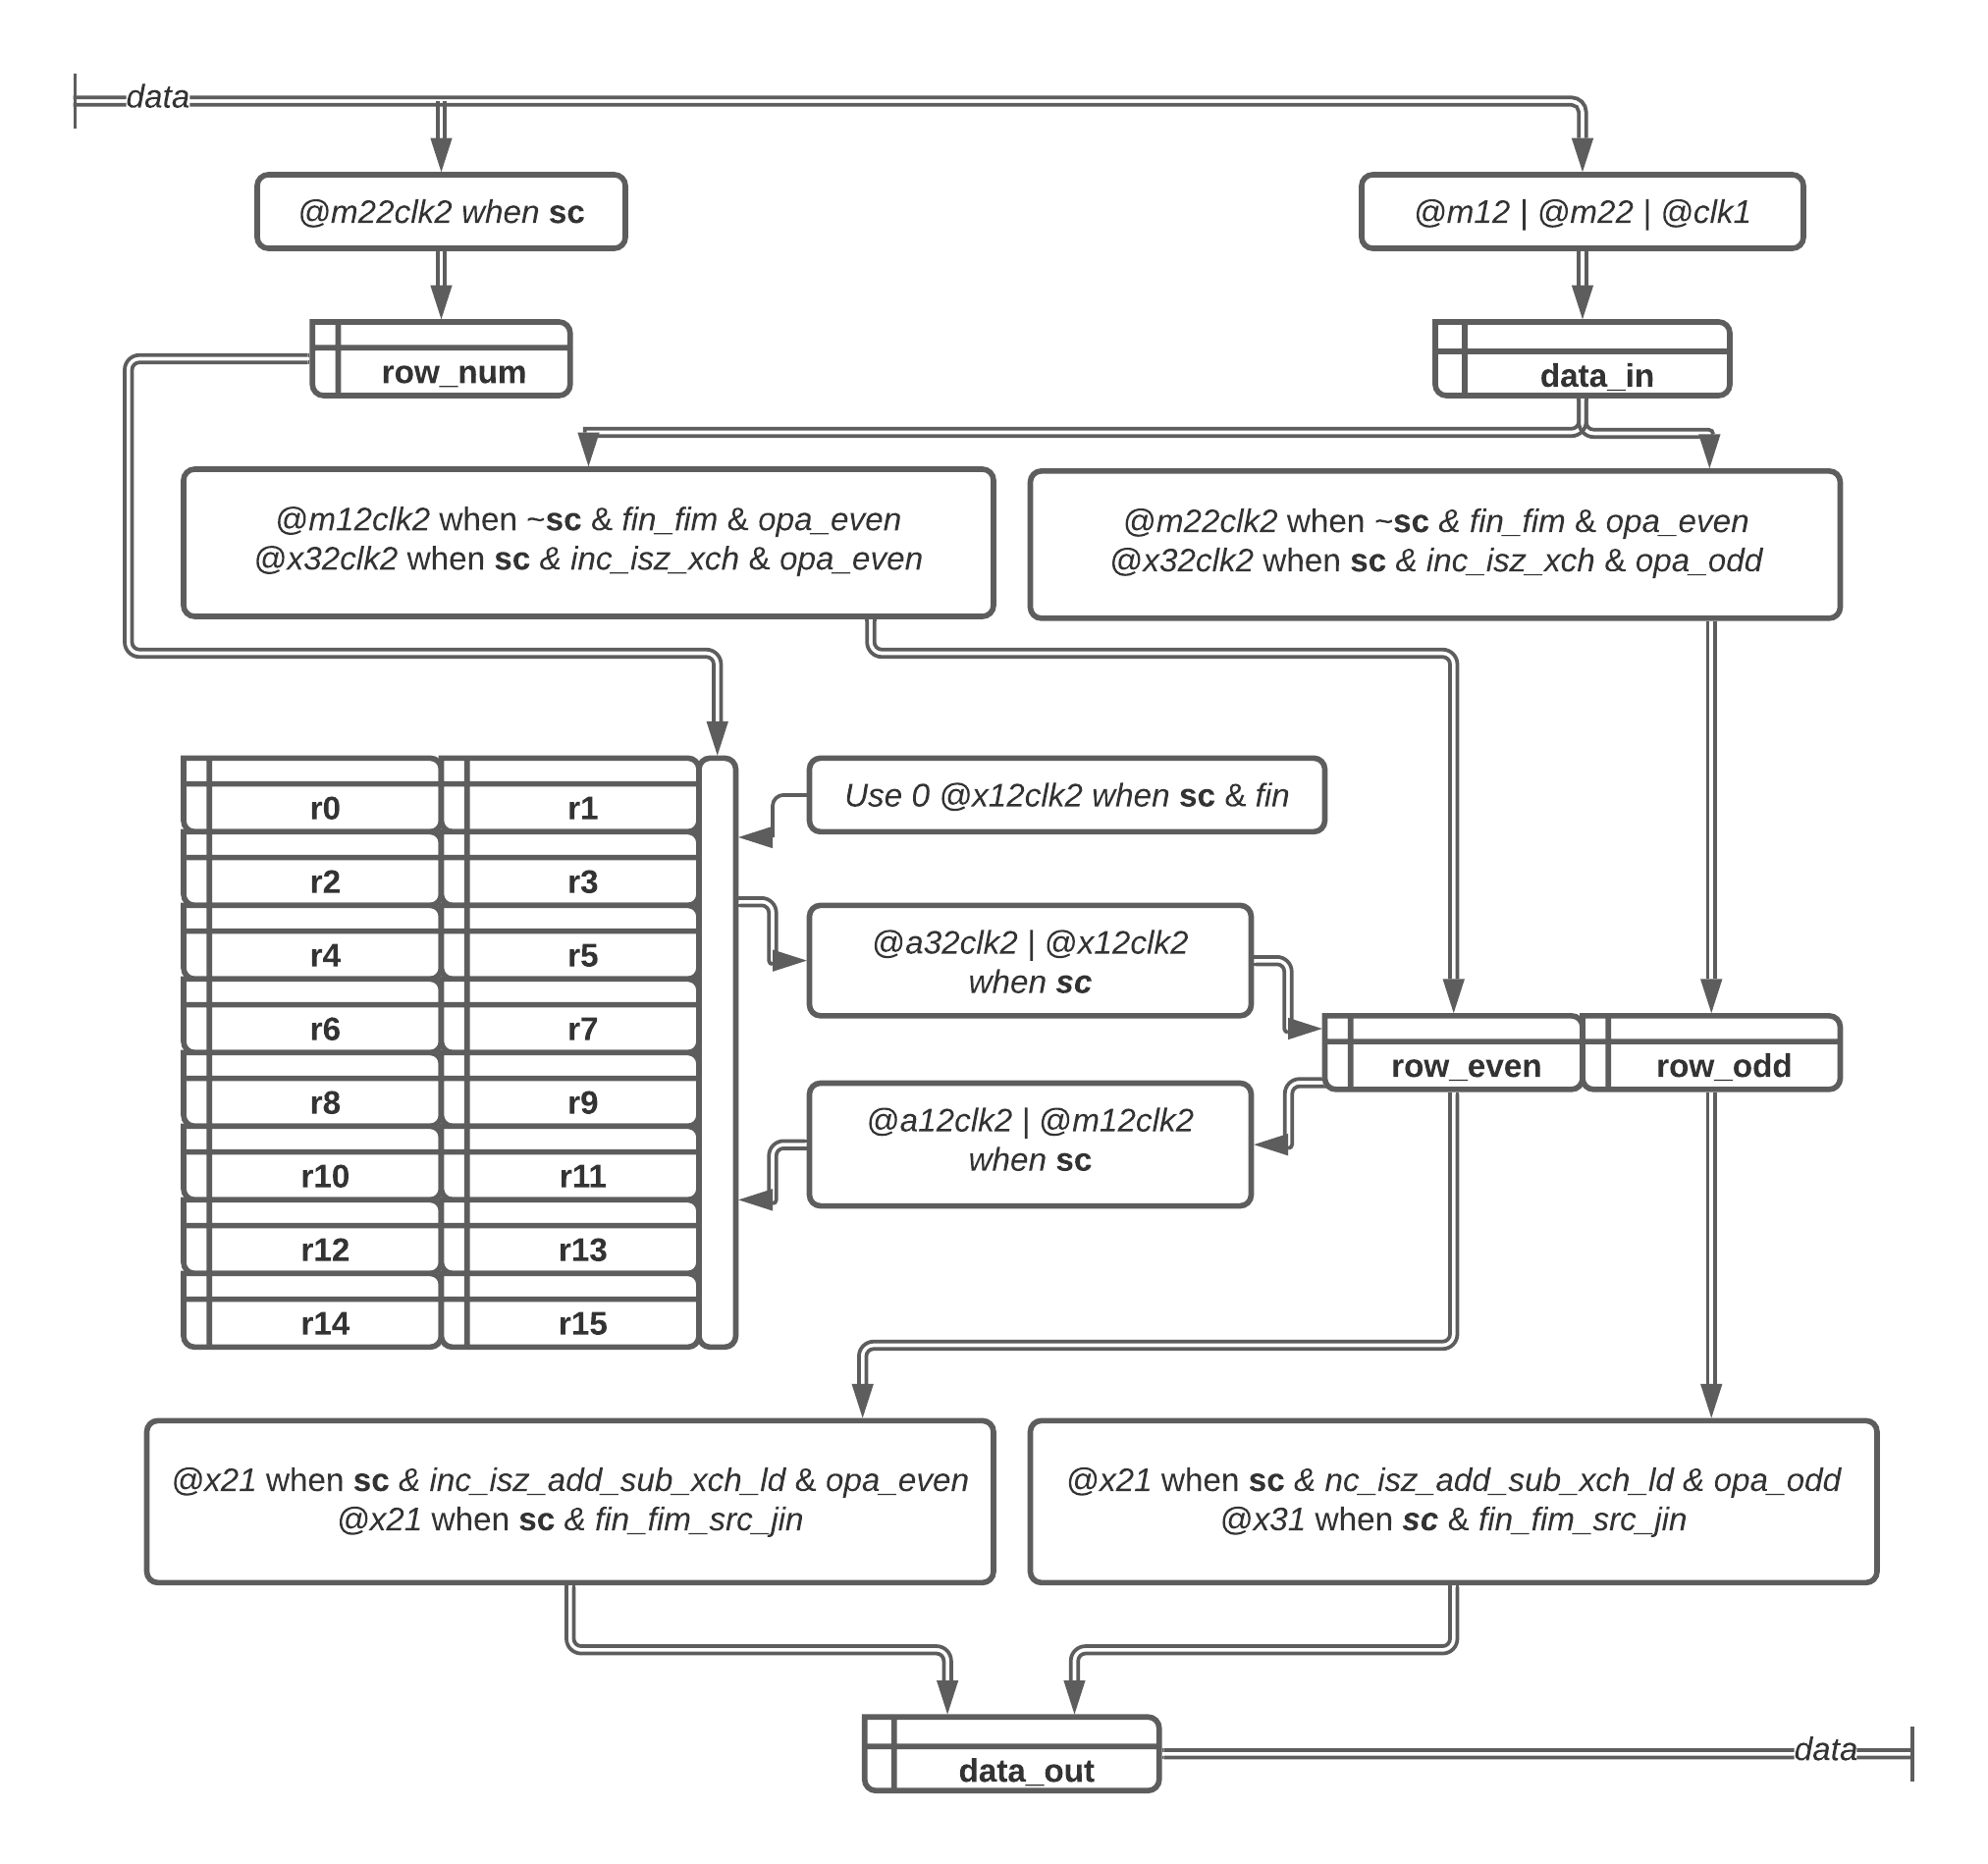 data
@m22clk2 when sc
@m12 | @m22 | @clk1
row_num
data_in
@m12clk2 when ~sc & fin_fim & opa_even
@x32clk2 when sc & inc_isz_xch & opa_even
@m22clk2 when ~sc & fin_fim & opa_even
@x32clk2 when sc & inc_isz_xch & opa_odd
Use 0 @x12clk2 when sc & fin
r0
r1
r2
r3
r4
r5
r6
r7
r8
r9
r10
r11
r12
r13
r14
r15
@a32clk2 | @x12clk2
when sc
row_even
row_odd
@a12clk2 | @m12clk2
when sc
@x21 when sc & inc_isz_add_sub_xch_ld & opa_even
@x21 when sc & fin_fim_src_jin
@x21 when sc & nc_isz_add_sub_xch_ld & opa_odd
@x31 when sc & fin_fim_src_jin
data_out
data